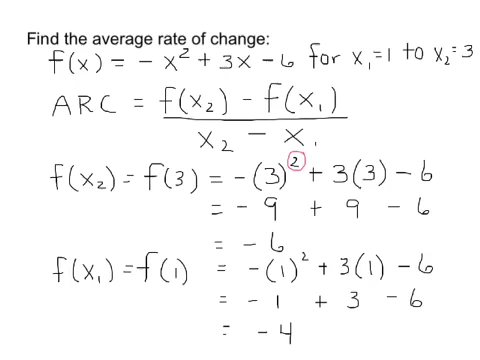 Find the average rate of change:
f(x) = - x² + 3x - 6 for x₁=1 to x₂=3
ARC = f(x₂) - f(x₁)
x₂ - x₁
f(x₂) = f(3) = -(3)² + 3(3) - 6
= - 9 + 9 - 6
= - 6
f(x₁) = f(1) = -(1)² + 3(1) - 6
= - 1 + 3 - 6
= - 4